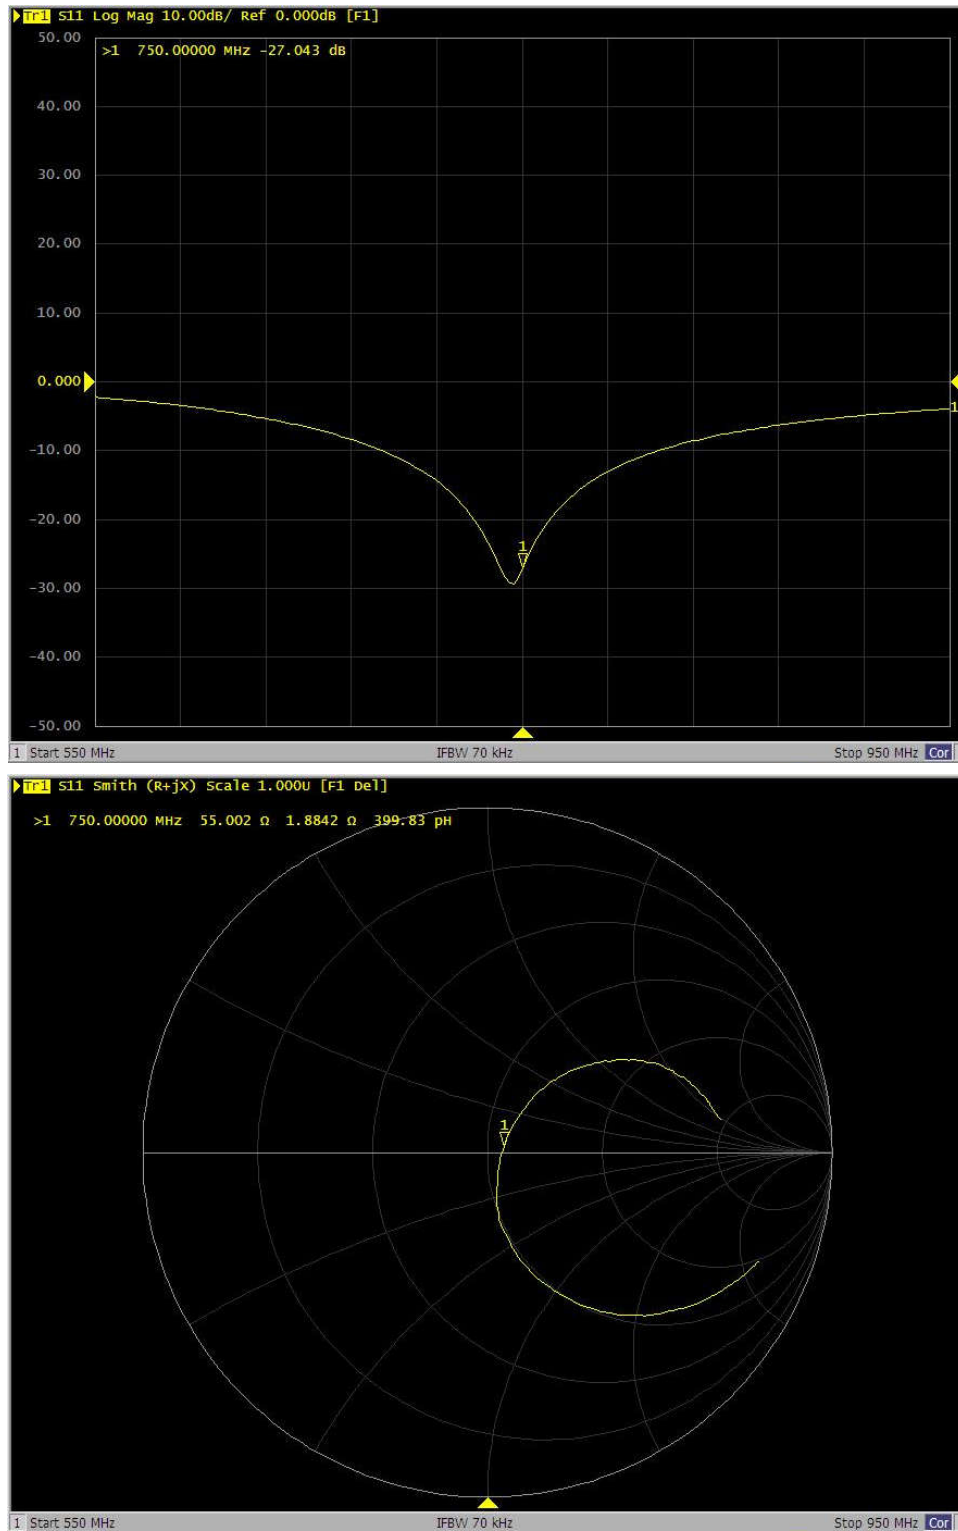 Tr1 S11 Log Mag 10.00dB/ Ref 0.000dB [F1]
50.00
>1 750.00000 MHz -27.043 dB
40.00
30.00
20.00
10.00
0.000
1
-10.00
-20.00
1
-30.00
-40.00
-50.00
1 Start 550 MHz IFBW 70 kHz Stop 950 MHz Cor
Tr1 S11 Smith (R+jX) Scale 1.000U [F1 Del]
>1 750.00000 MHz 55.002 Ω 1.8842 Ω 399.83 pH
1
1 Start 550 MHz IFBW 70 kHz Stop 950 MHz Cor